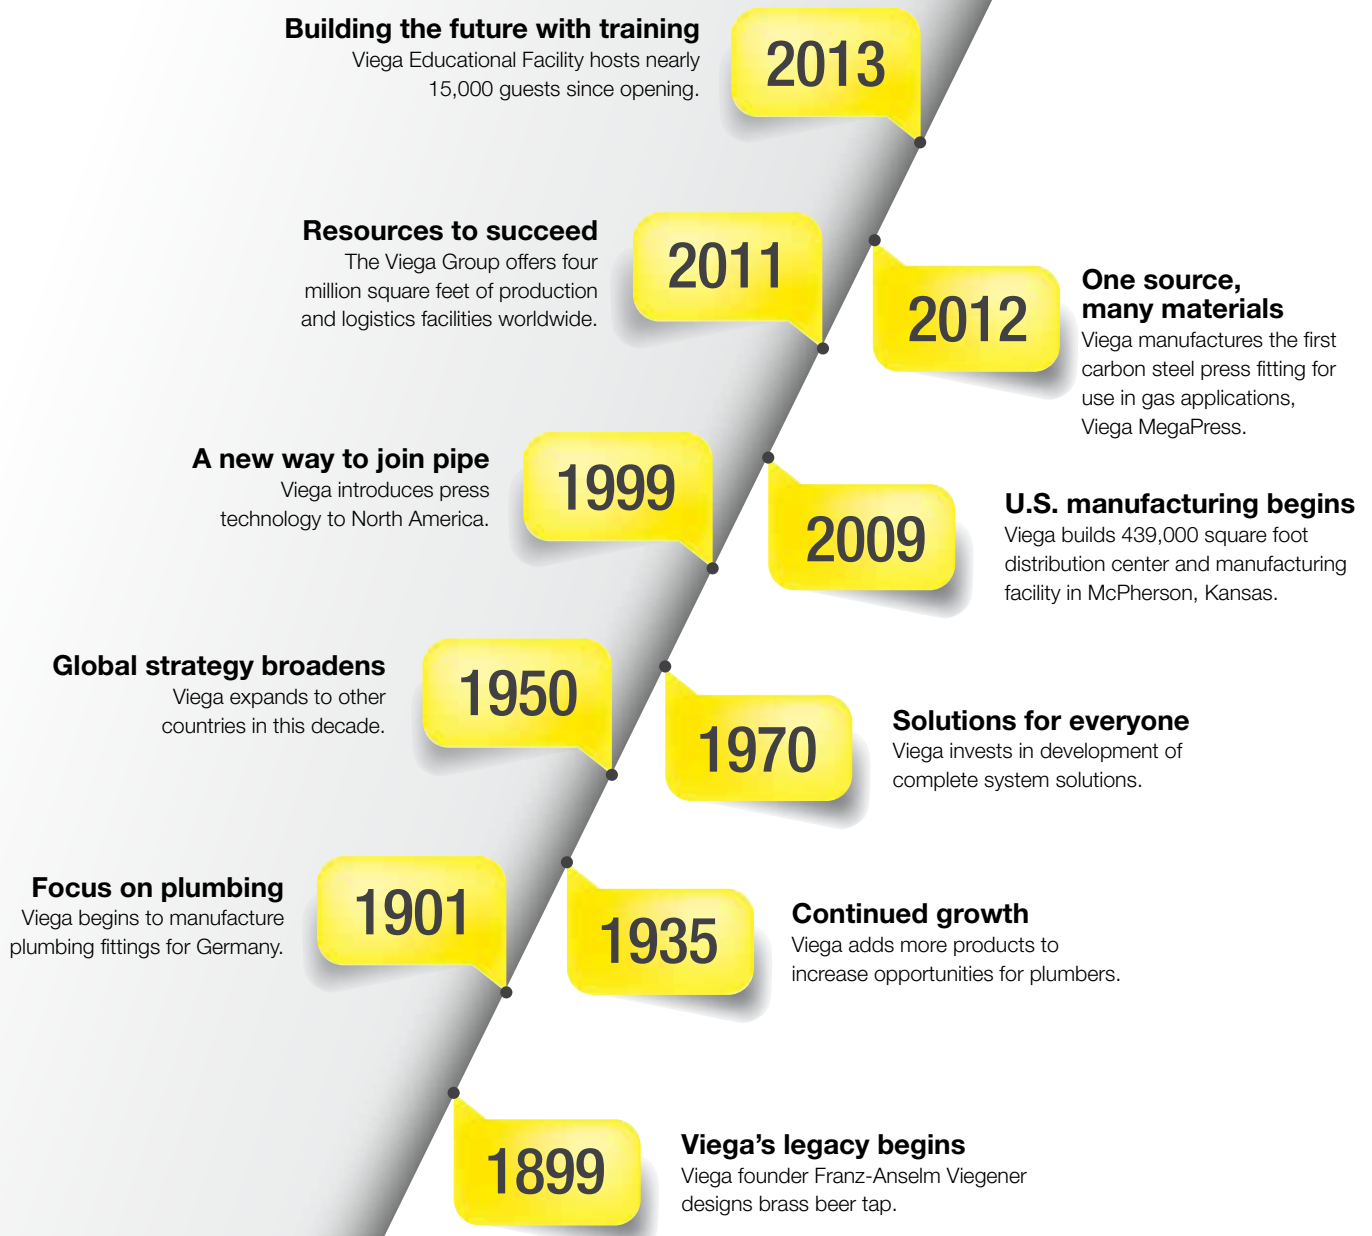 Building the future with training
Viega Educational Facility hosts nearly
15,000 guests since opening.
2013
Resources to succeed
The Viega Group offers four
million square feet of production
and logistics facilities worldwide.
2011
2012
One source,
many materials
Viega manufactures the first
carbon steel press fitting for
use in gas applications,
Viega MegaPress.
A new way to join pipe
Viega introduces press
technology to North America.
1999
2009
U.S. manufacturing begins
Viega builds 439,000 square foot
distribution center and manufacturing
facility in McPherson, Kansas.
Global strategy broadens
Viega expands to other
countries in this decade.
1950
1970
Solutions for everyone
Viega invests in development of
complete system solutions.
Focus on plumbing
Viega begins to manufacture
plumbing fittings for Germany.
1901
1935
Continued growth
Viega adds more products to
increase opportunities for plumbers.
1899
Viega’s legacy begins
Viega founder Franz-Anselm Viegener
designs brass beer tap.